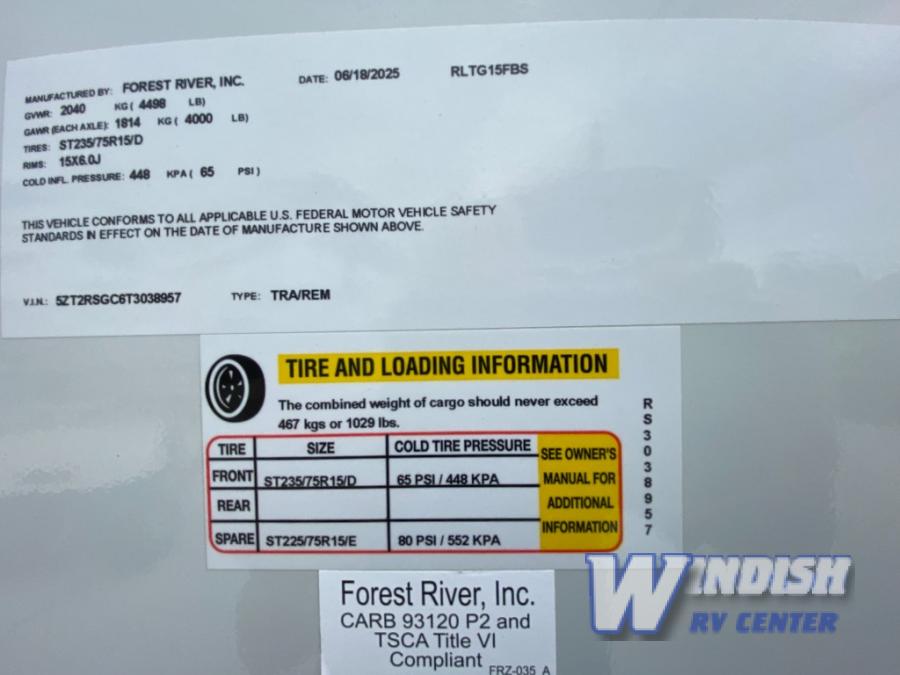 MANUFACTURED BY: FOREST RIVER, INC. DATE: 06/18/2025 RLTG15FBS
GVWR: 2040 KG ( 4498 LB)
GAWR (EACH AXLE): 1814 KG ( 4000 LB)
TIRES: ST235/75R15/D
RIMS: 15X6.0J
COLD INFL. PRESSURE: 448 KPA ( 65 PSI )
THIS VEHICLE CONFORMS TO ALL APPLICABLE U.S. FEDERAL MOTOR VEHICLE SAFETY
STANDARDS IN EFFECT ON THE DATE OF MANUFACTURE SHOWN ABOVE.
V.I.N.: 5ZT2RSGC6T3038957 TYPE: TRA/REM
TIRE AND LOADING INFORMATION
The combined weight of cargo should never exceed
467 kgs or 1029 lbs.
TIRE SIZE COLD TIRE PRESSURE SEE OWNER'S
FRONT ST235/75R15/D 65 PSI / 448 KPA MANUAL FOR
REAR ADDITIONAL
SPARE ST225/75R15/E 80 PSI / 552 KPA INFORMATION
RS3038957
Forest River, Inc.
CARB 93120 P2 and
TSCA Title VI
Compliant
FRZ-035 A
WINDISH
RV CENTER